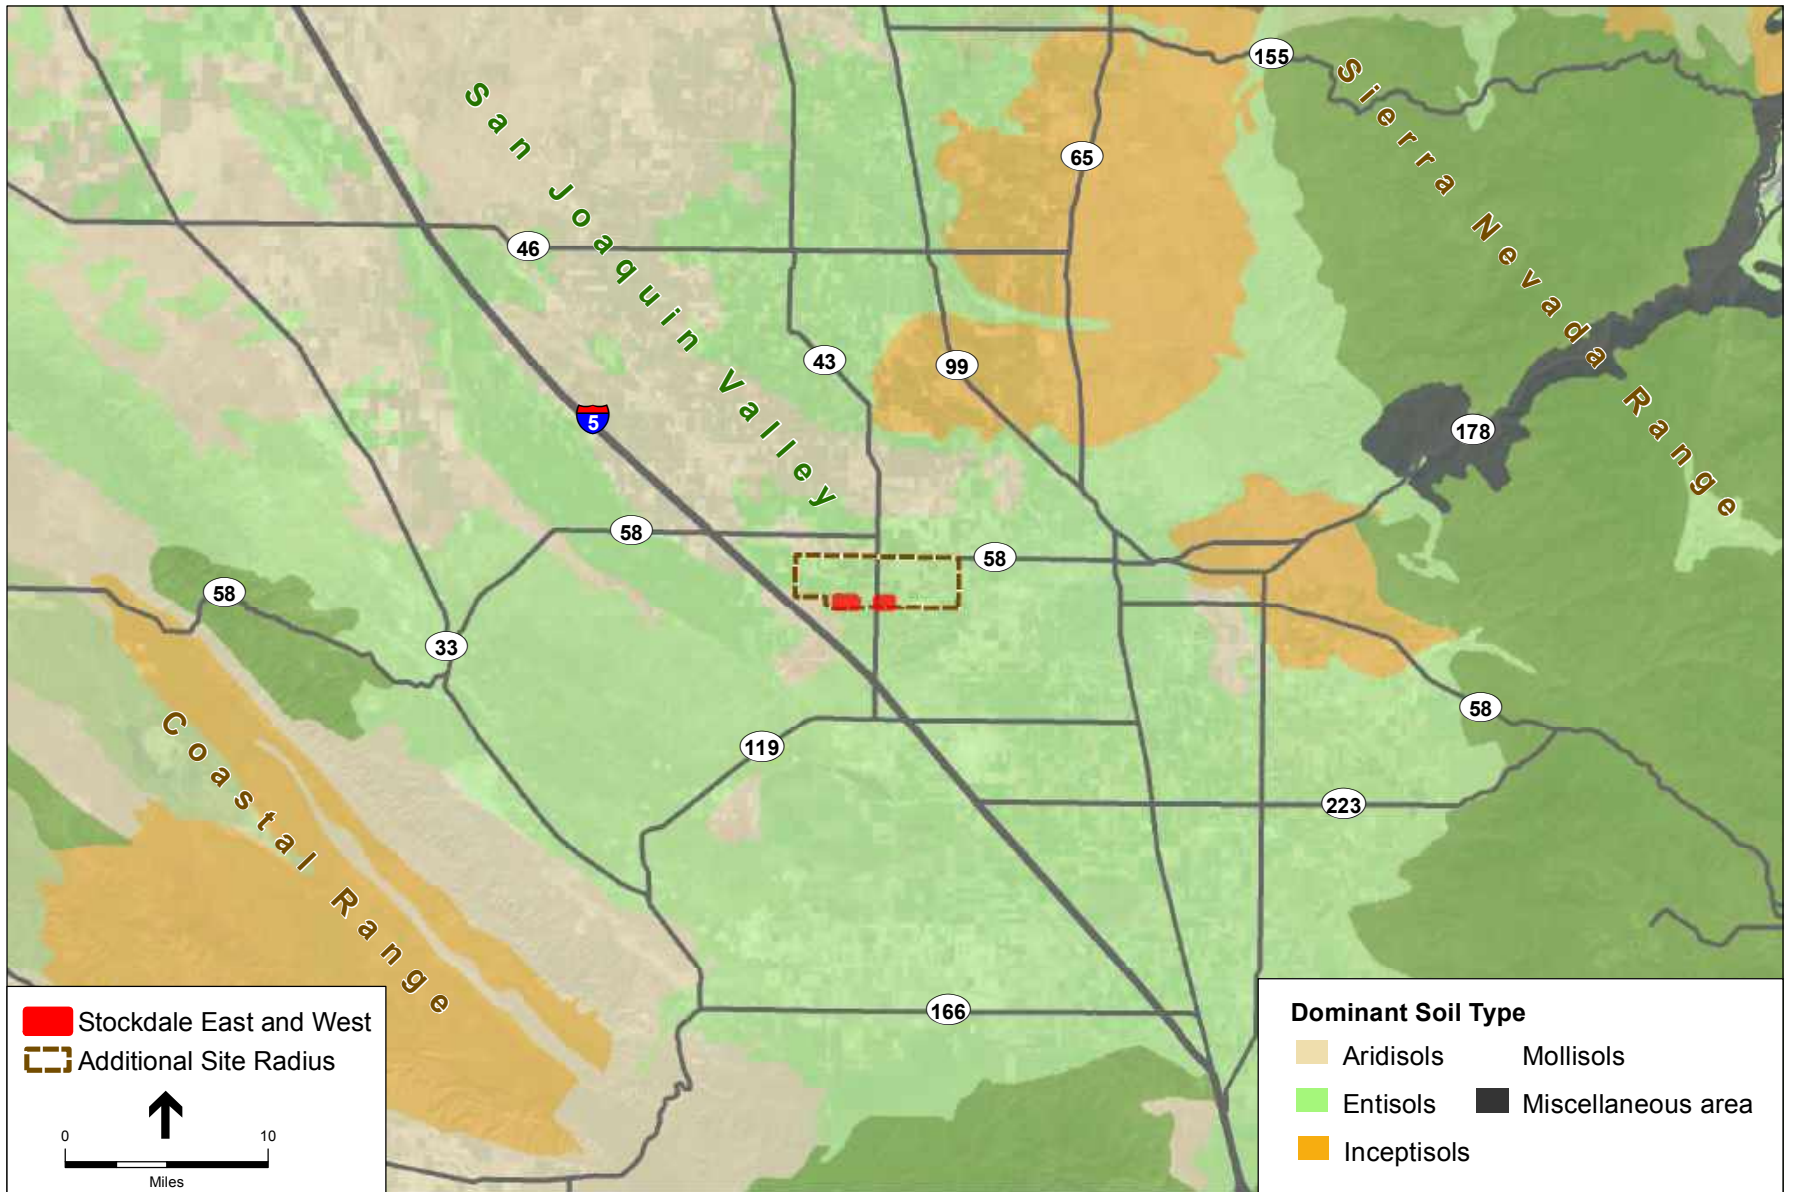 155
Sierra Nevada Range
San Joaquin Valley
65
46
43
99
5
178
58
58
58
33
58
Coastal Range
119
223
166
Stockdale East and West
Additional Site Radius
0 10
Miles
Dominant Soil Type
Aridisols
Mollisols
Entisols
Miscellaneous area
Inceptisols